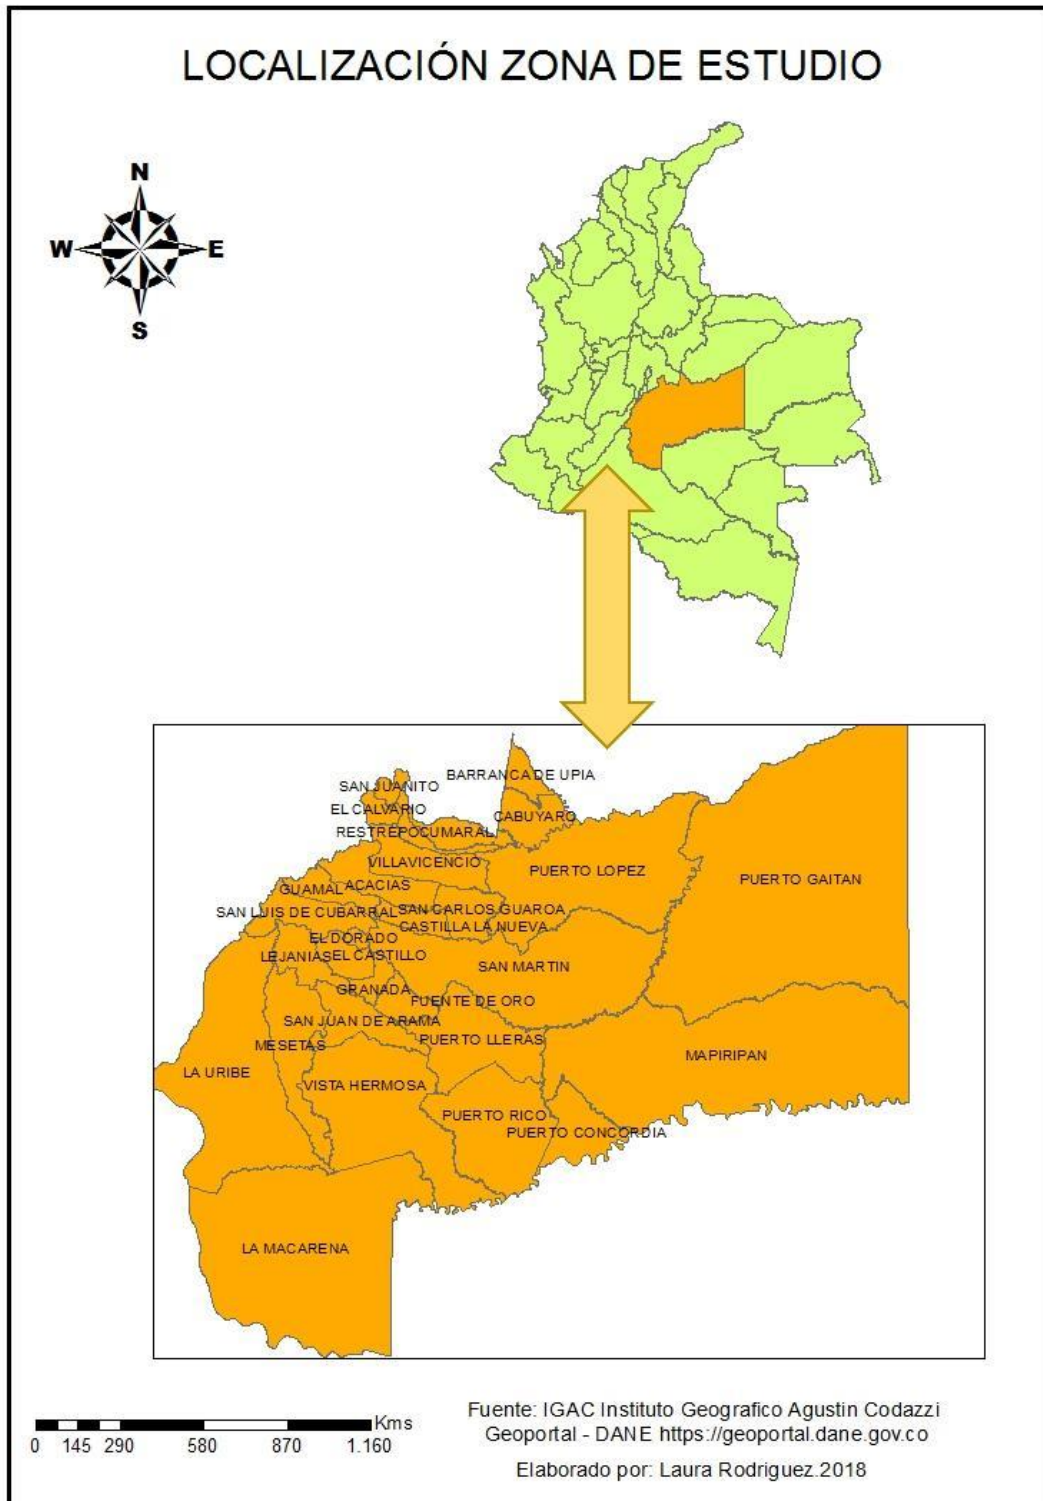 LOCALIZACIÓN ZONA DE ESTUDIO
N
W E
S
BARRANCA DE UPIA
SAN JUANITO
EL CALVARIO
CABUYARO
RESTREPO CUMARAL
VILLAVICENCIO
PUERTO LOPEZ
PUERTO GAITAN
GUAMAL ACACIAS
SAN LUIS DE CUBARRAL SAN CARLOS GUAROA
CASTILLA LA NUEVA
EL DORADO
LEJANIAS EL CASTILLO
SAN MARTIN
GRANADA
FUENTE DE ORO
SAN JUAN DE ARAMA
PUERTO LLERAS
MESETAS
MAPIRIPAN
LA URIBE
VISTA HERMOSA
PUERTO RICO
PUERTO CONCORDIA
LA MACARENA
Kms
0 145 290 580 870 1.160
Fuente: IGAC Instituto Geografico Agustin Codazzi
Geoportal - DANE https://geoportal.dane.gov.co
Elaborado por: Laura Rodriguez.2018